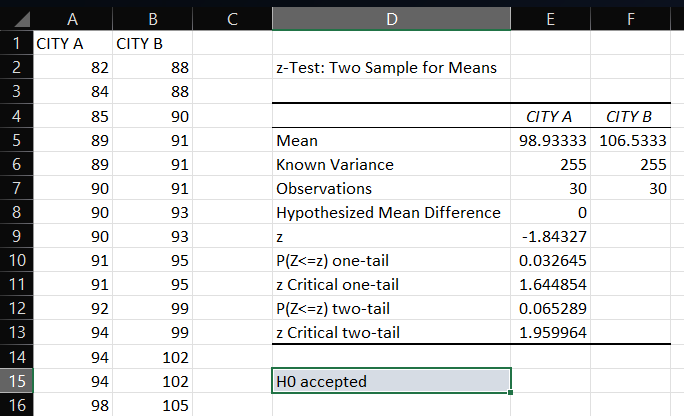 A B C D E F
1 CITY A CITY B
2 82 88 z-Test: Two Sample for Means
3 84 88
4 85 90 CITY A CITY B
5 89 91 Mean 98.93333 106.5333
6 89 91 Known Variance 255 255
7 90 91 Observations 30 30
8 90 93 Hypothesized Mean Difference 0
9 90 93 z -1.84327
10 91 95 P(Z<=z) one-tail 0.032645
11 91 95 z Critical one-tail 1.644854
12 92 99 P(Z<=z) two-tail 0.065289
13 94 99 z Critical two-tail 1.959964
14 94 102
15 94 102 H0 accepted
16 98 105